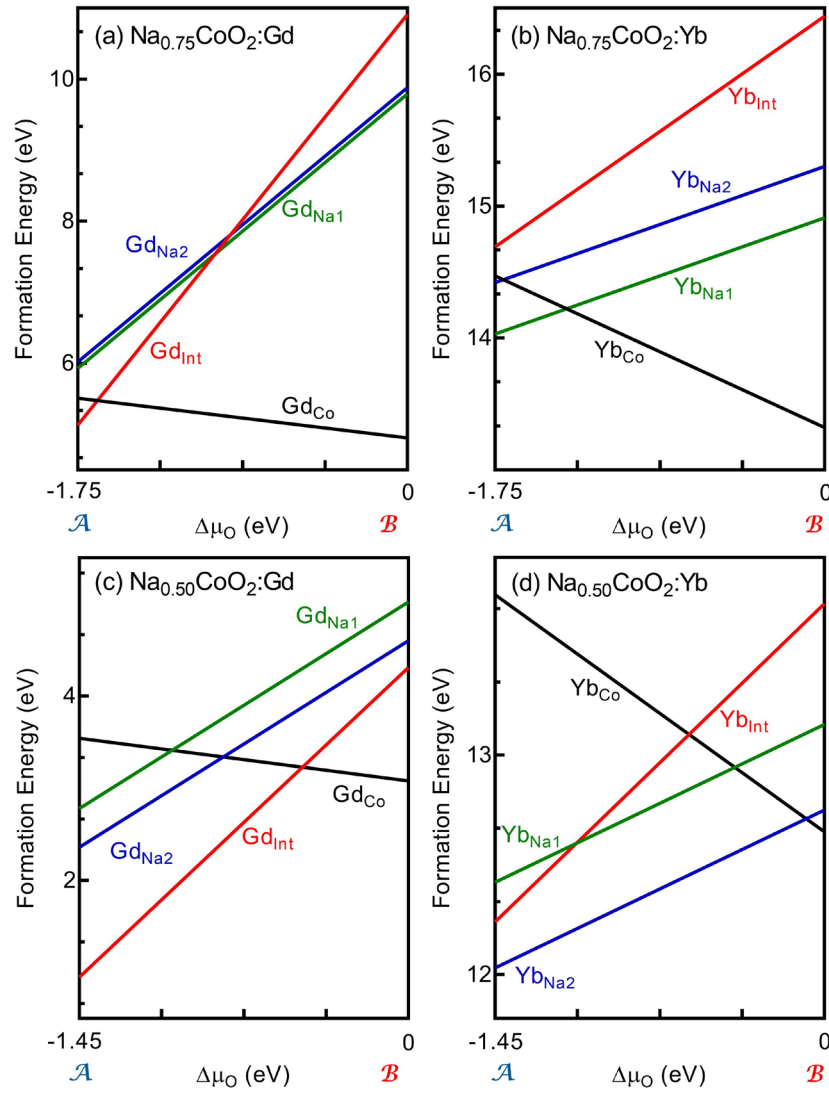 (a) Na0.75CoO2:Gd
10
8
6
Formation Energy (eV)
GdNa2
GdNa1
GdInt
GdCo
-1.75
0
𝒜
ΔμO (eV)
ℬ
(b) Na0.75CoO2:Yb
16
15
14
13
Formation Energy (eV)
YbInt
YbNa2
YbNa1
YbCo
-1.75
0
𝒜
ΔμO (eV)
ℬ
(c) Na0.50CoO2:Gd
4
2
Formation Energy (eV)
GdNa1
GdCo
GdNa2
GdInt
-1.45
0
𝒜
ΔμO (eV)
ℬ
(d) Na0.50CoO2:Yb
13
12
Formation Energy (eV)
YbCo
YbInt
YbNa1
YbNa2
-1.45
0
𝒜
ΔμO (eV)
ℬ